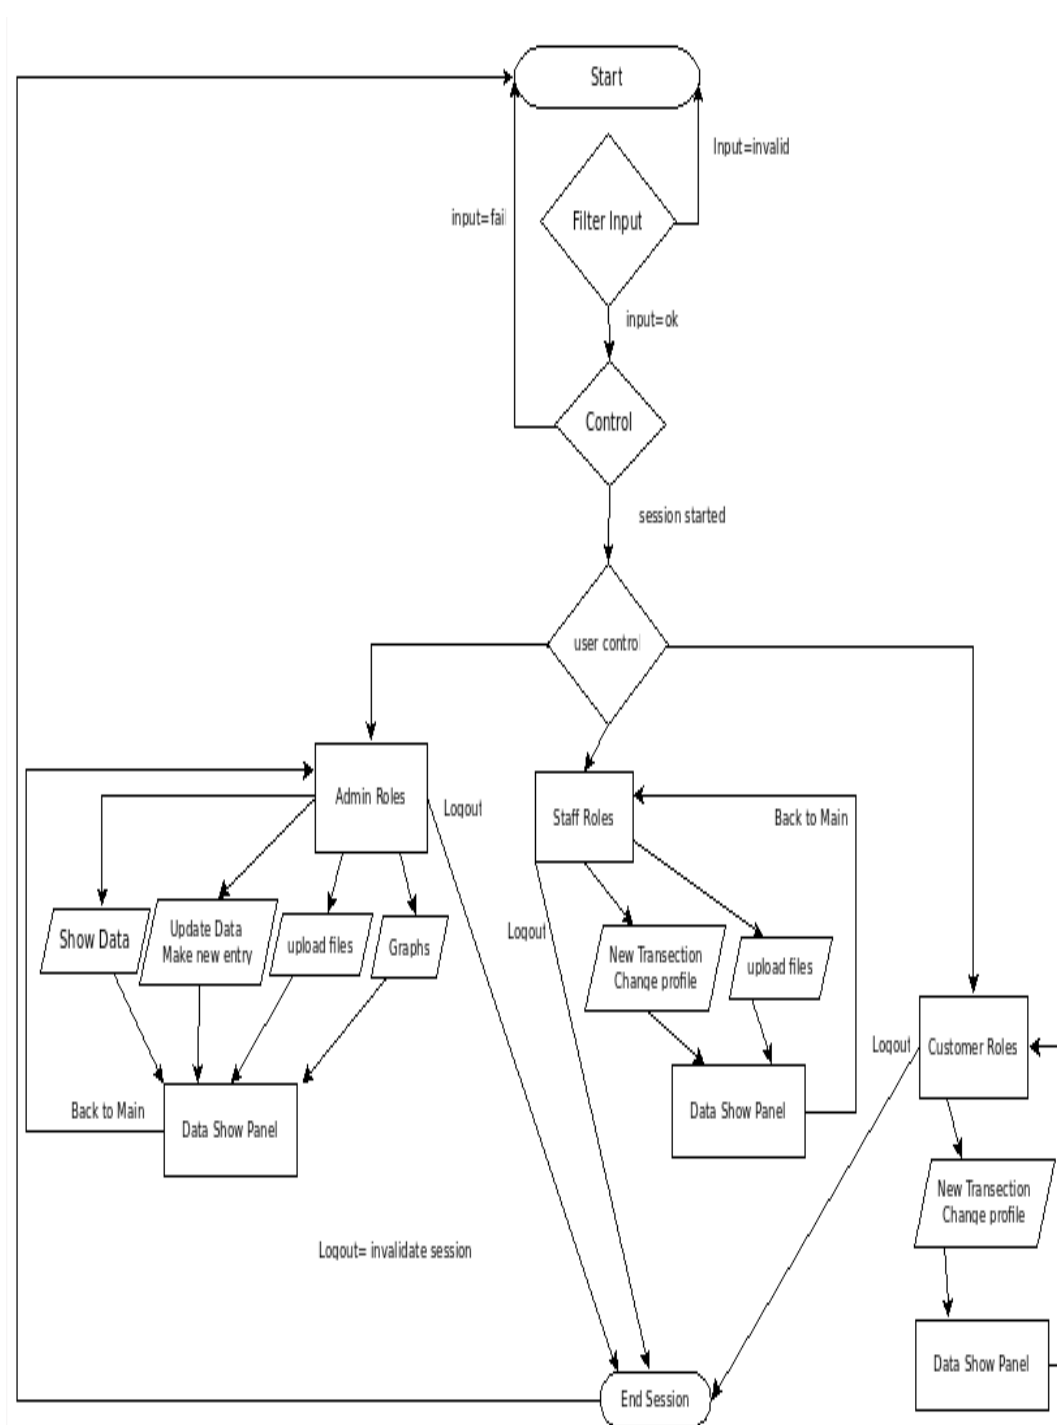 Start
Input=invalid
input=fai
Filter Input
input=ok
Control
session started
user control
Admin Roles
Logout
Staff Roles
Back to Main
Show Data
Update Data
Make new entry
upload files
Graphs
Logout
New Transection
Change profile
upload files
Logout
Customer Roles
Back to Main
Data Show Panel
Data Show Panel
New Transection
Change profile
Logout= invalidate session
Data Show Panel
End Session